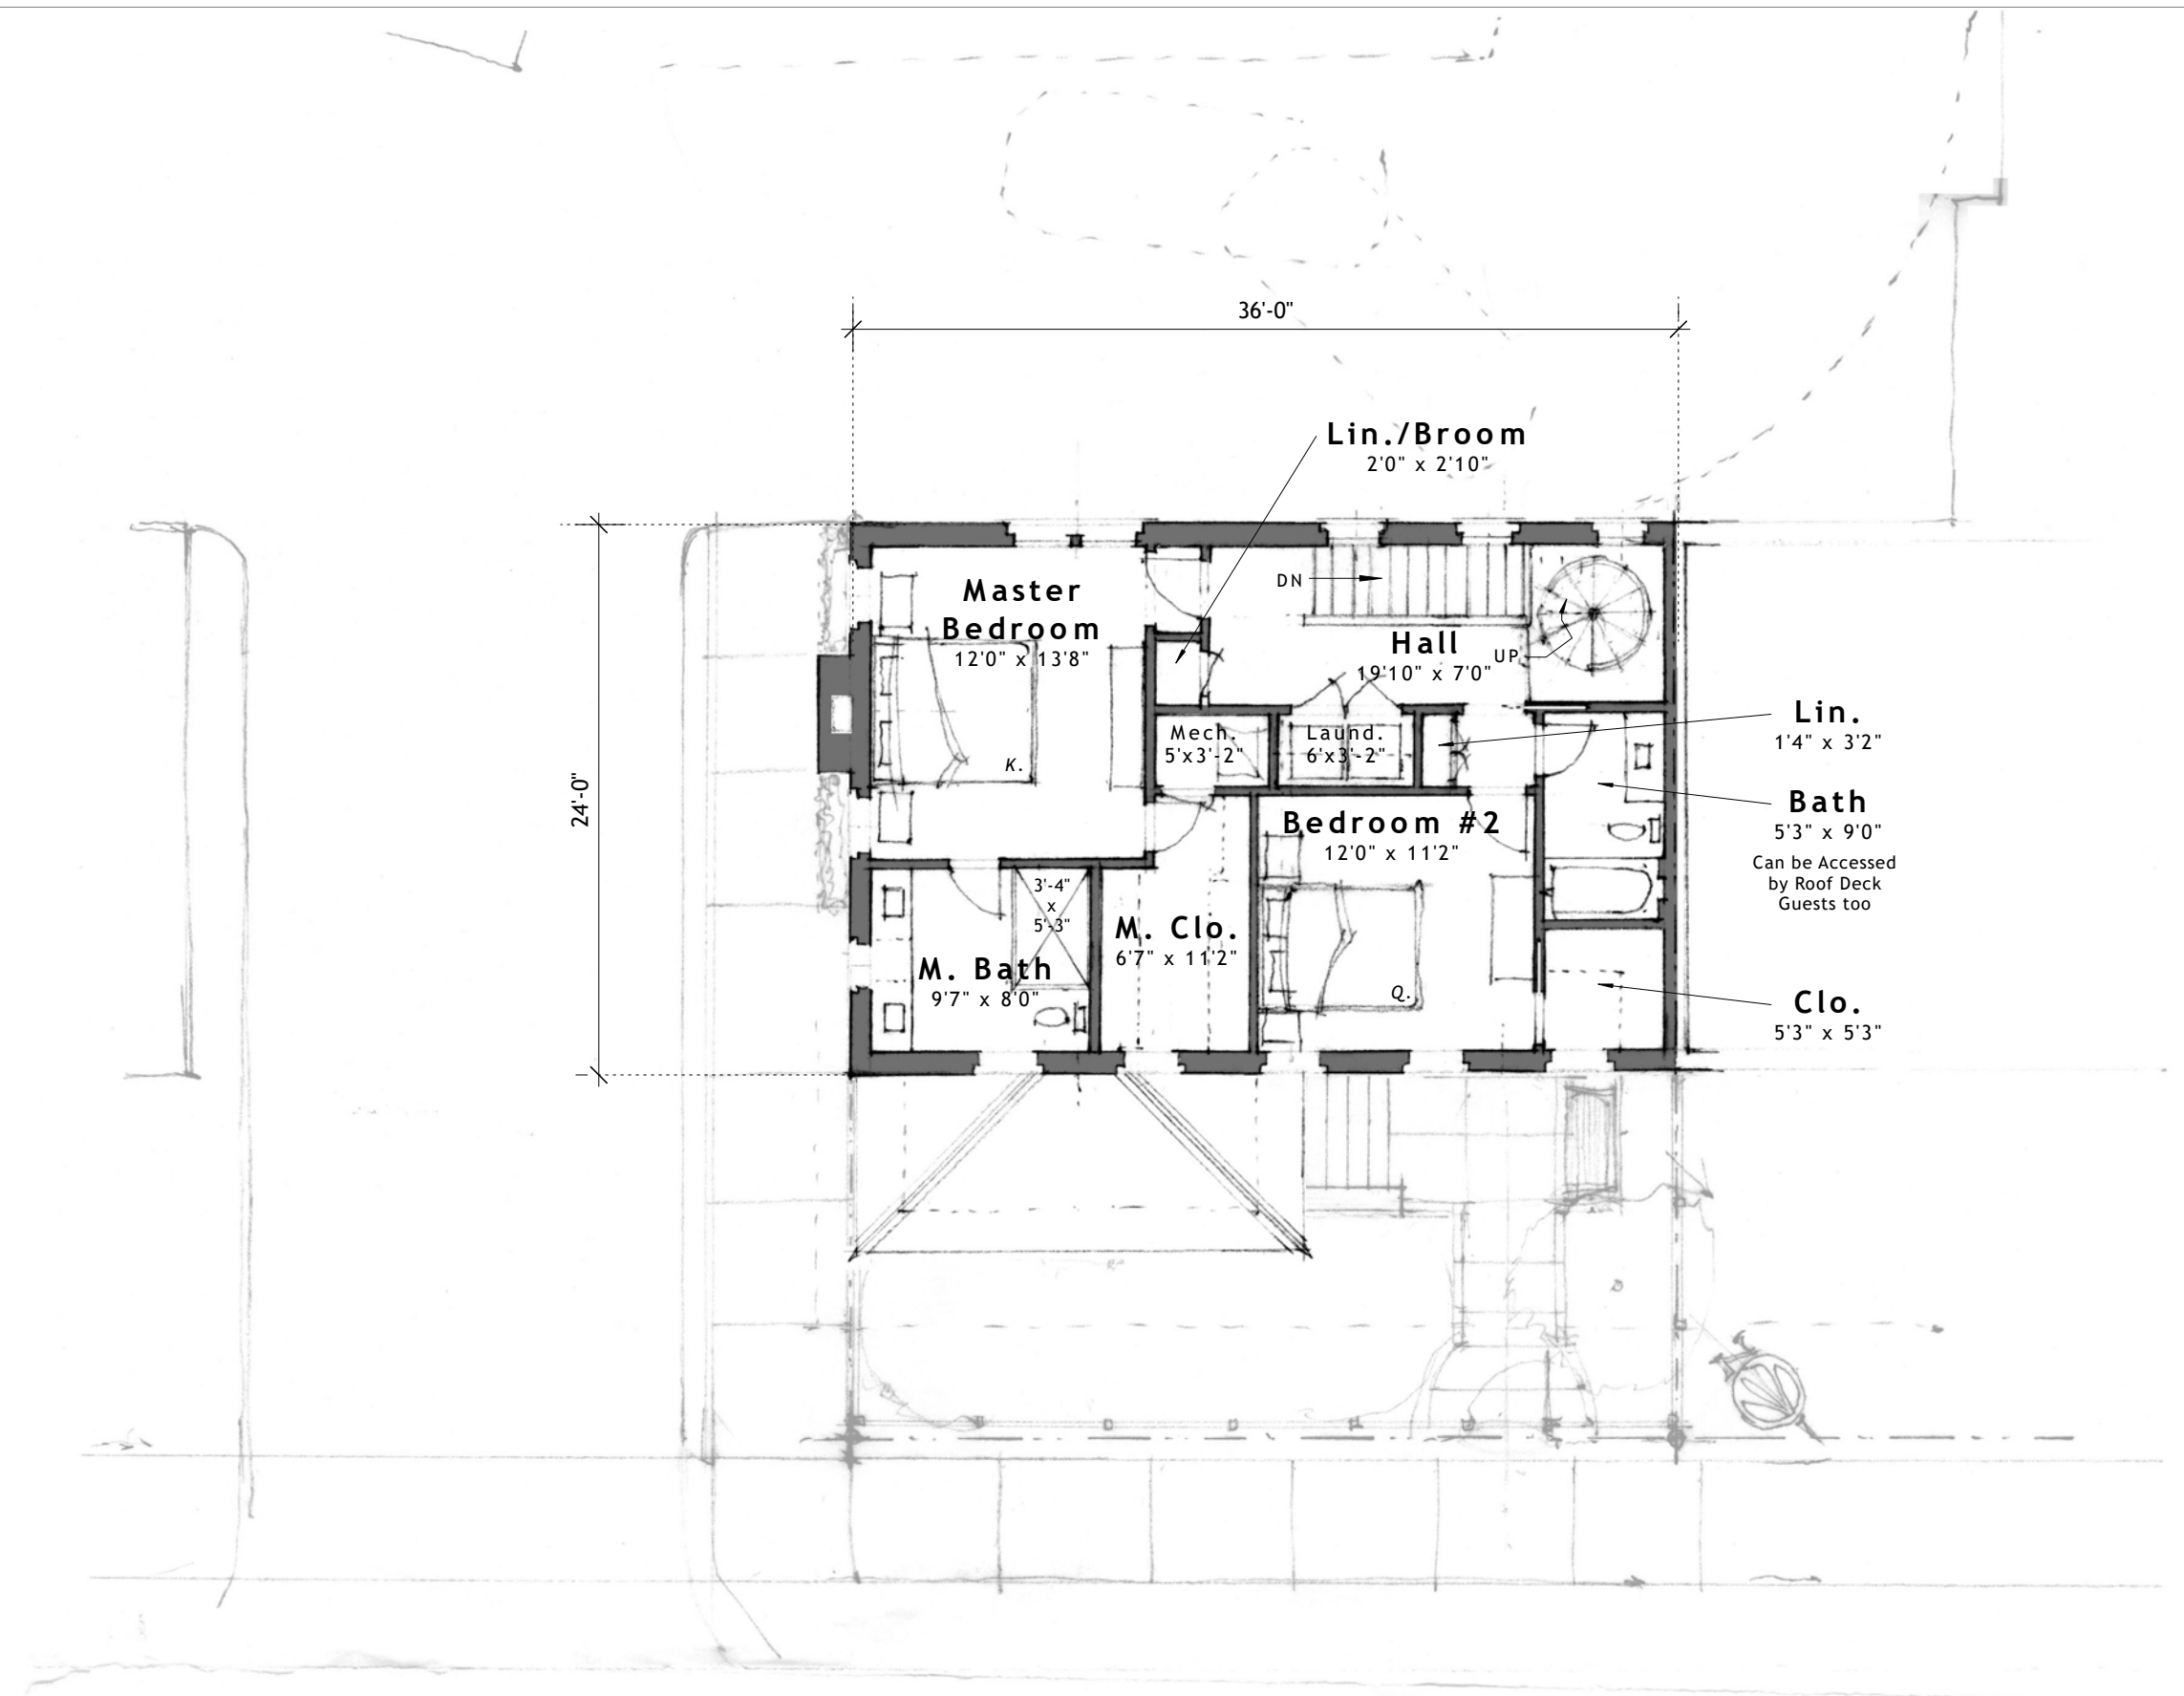 36'-0"
Lin./Broom
2'0" x 2'10"
Master
Bedroom
12'0" x 13'8"
K.
DN
Hall
19'10" x 7'0"
UP
24'-0"
Mech.
5'x3'-2"
Laund.
6'x3'-2"
Lin.
1'4" x 3'2"
Bath
5'3" x 9'0"
Can be Accessed
by Roof Deck
Guests too
Bedroom #2
12'0" x 11'2"
Q.
3'-4"
x
5'-3"
M. Bath
9'7" x 8'0"
M. Clo.
6'7" x 11'2"
Clo.
5'3" x 5'3"